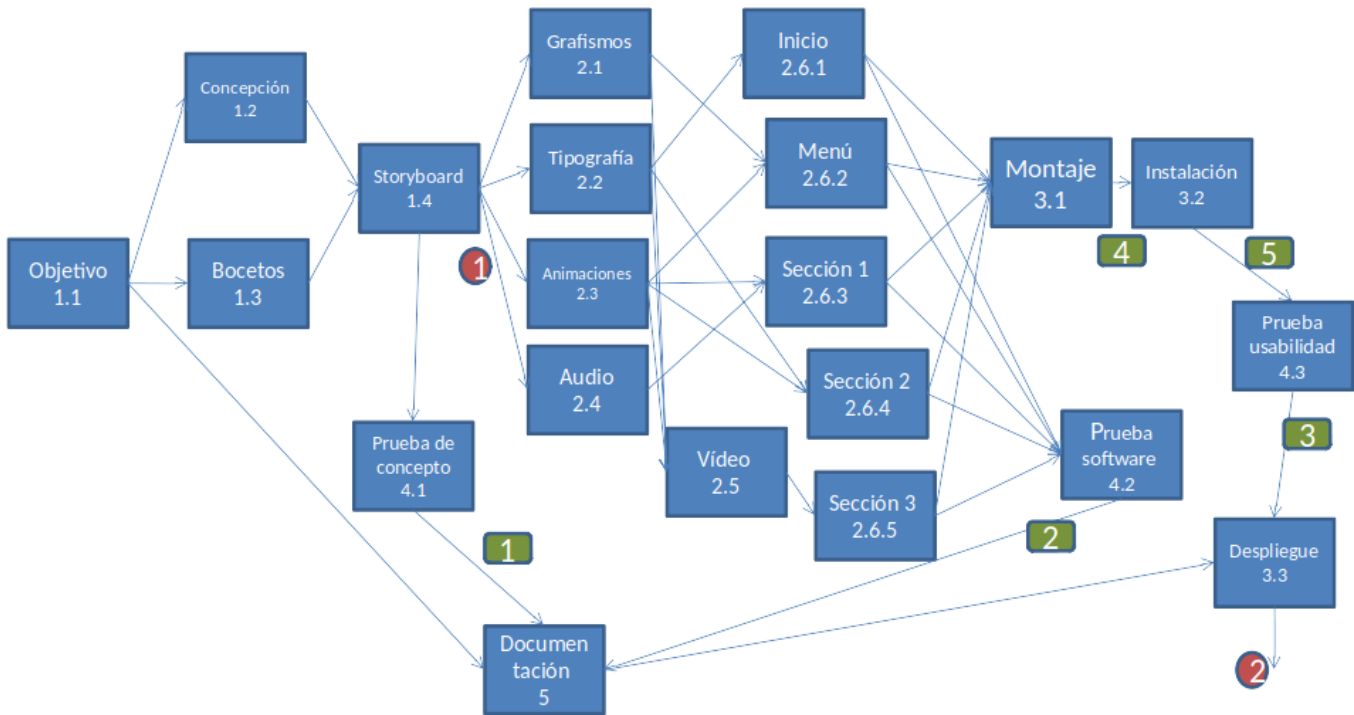 Grafismos
2.1
Inicio
2.6.1
Concepción
1.2
Tipografía
2.2
Menú
2.6.2
Storyboard
1.4
Montaje
3.1
Instalación
3.2
Objetivo
1.1
Bocetos
1.3
1
Animaciones
2.3
Sección 1
2.6.3
4
5
Audio
2.4
Sección 2
2.6.4
Prueba
usabilidad
4.3
Prueba de
concepto
4.1
Vídeo
2.5
Sección 3
2.6.5
Prueba
software
4.2
3
1
2
Despliegue
3.3
Documen
tación
5
2